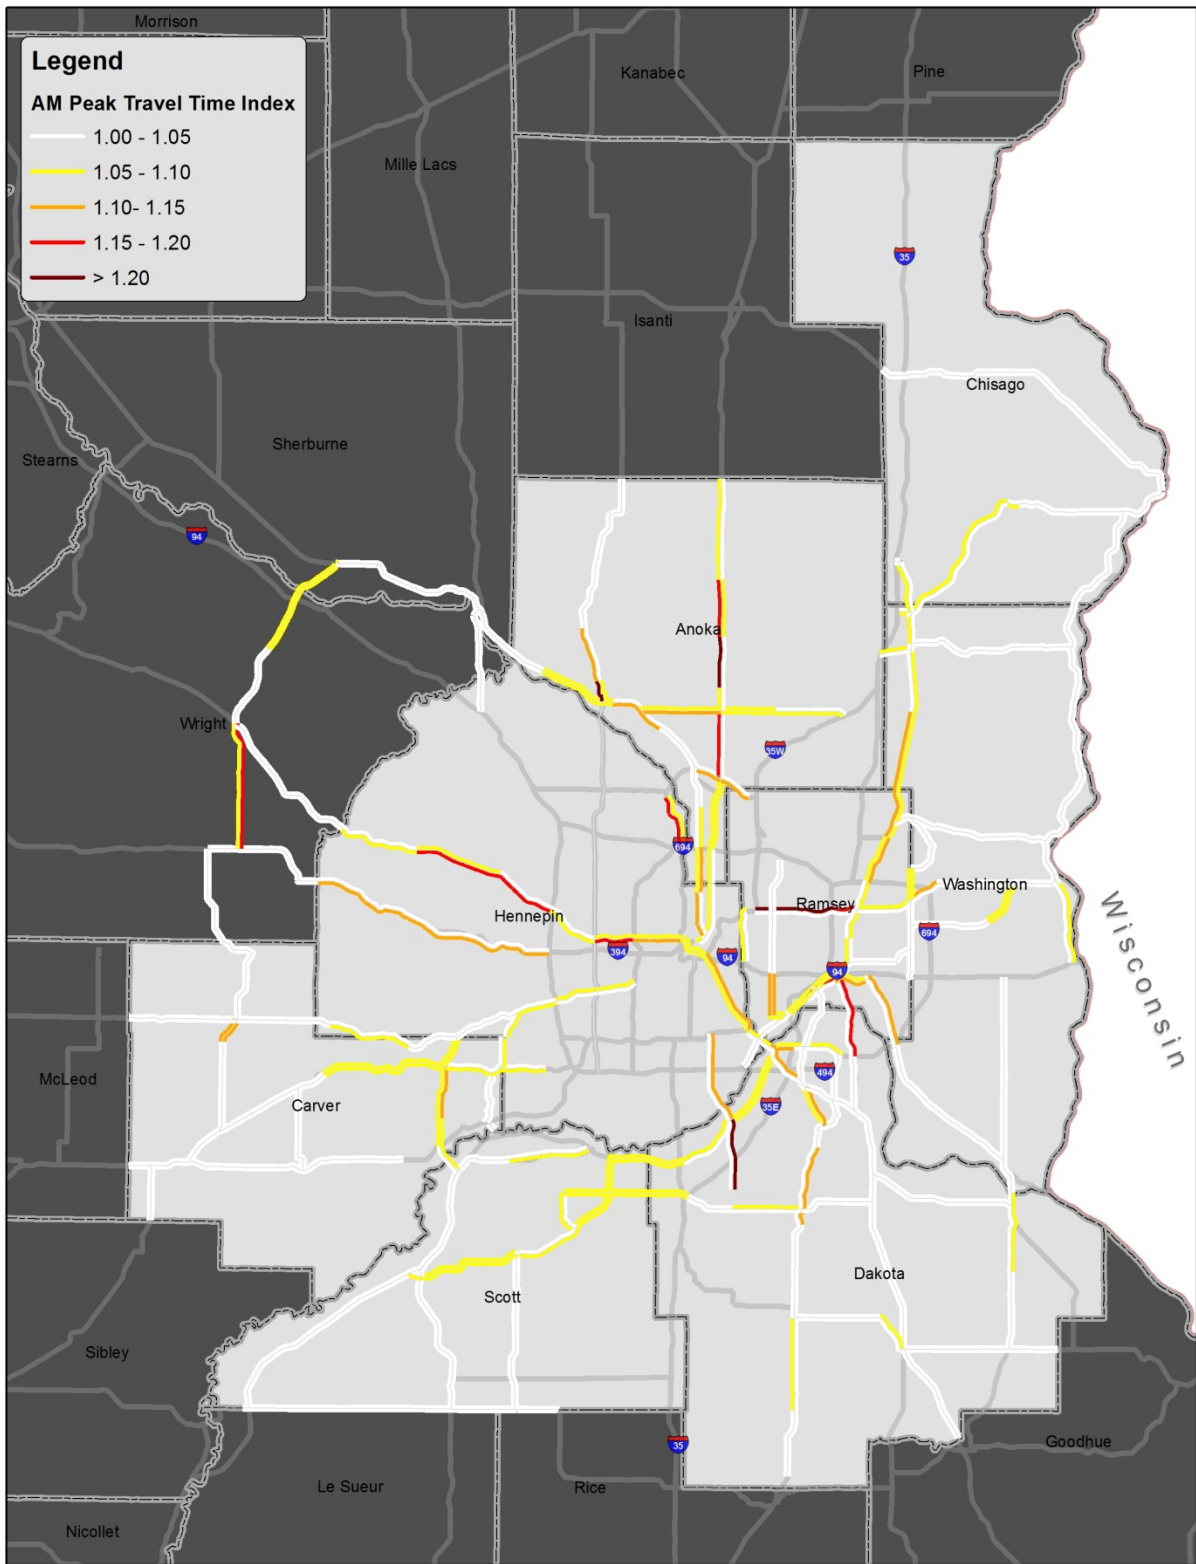 Morrison
Legend
AM Peak Travel Time Index
1.00 - 1.05
1.05 - 1.10
1.10- 1.15
1.15 - 1.20
> 1.20
Kanabec
Pine
Mille Lacs
35
Isanti
Chisago
Sherburne
Stearns
94
Anoka
Wright
35W
694
Hennepin
Ramsey
Washington
394
94
694
94
Wisconsin
McLeod
Carver
494
35E
Dakota
Scott
Sibley
35
Goodhue
Le Sueur
Rice
Nicollet